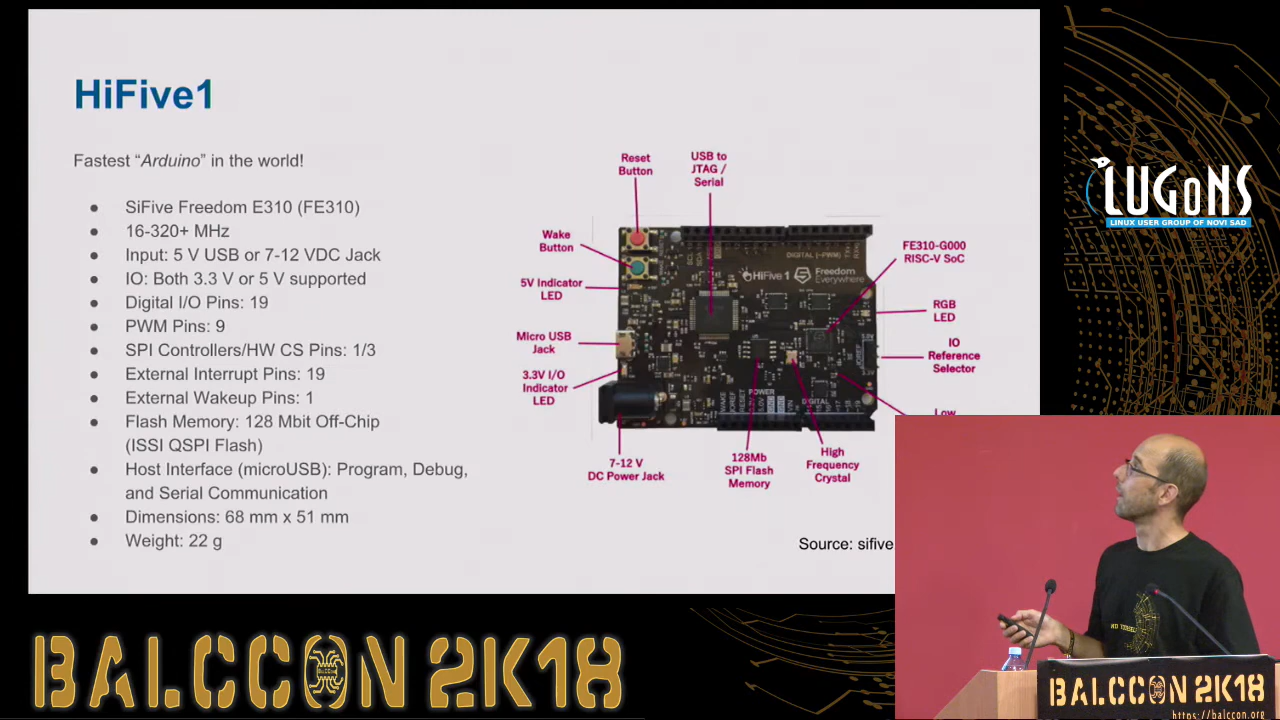 HiFive1
Fastest “Arduino” in the world!
● SiFive Freedom E310 (FE310)
● 16-320+ MHz
● Input: 5 V USB or 7-12 VDC Jack
● IO: Both 3.3 V or 5 V supported
● Digital I/O Pins: 19
● PWM Pins: 9
● SPI Controllers/HW CS Pins: 1/3
● External Interrupt Pins: 19
● External Wakeup Pins: 1
● Flash Memory: 128 Mbit Off-Chip
(ISSI QSPI Flash)
● Host Interface (microUSB): Program, Debug,
and Serial Communication
● Dimensions: 68 mm x 51 mm
● Weight: 22 g
Reset
Button
USB to
JTAG /
Serial
Wake
Button
5V Indicator
LED
Micro USB
Jack
3.3V I/O
Indicator
LED
7-12 V
DC Power Jack
128Mb
SPI Flash
Memory
High
Frequency
Crystal
FE310-G000
RISC-V SoC
RGB
LED
IO
Reference
Selector
Low
DIGITAL (~PWM)
HiFive1
Freedom
Everywhere
POWER
DIGITAL
Source: sifive
LUGoNS
LINUX USER GROUP OF NOVI SAD
BALCCON 2K18
BALCCON 2K18
https://balccon.org